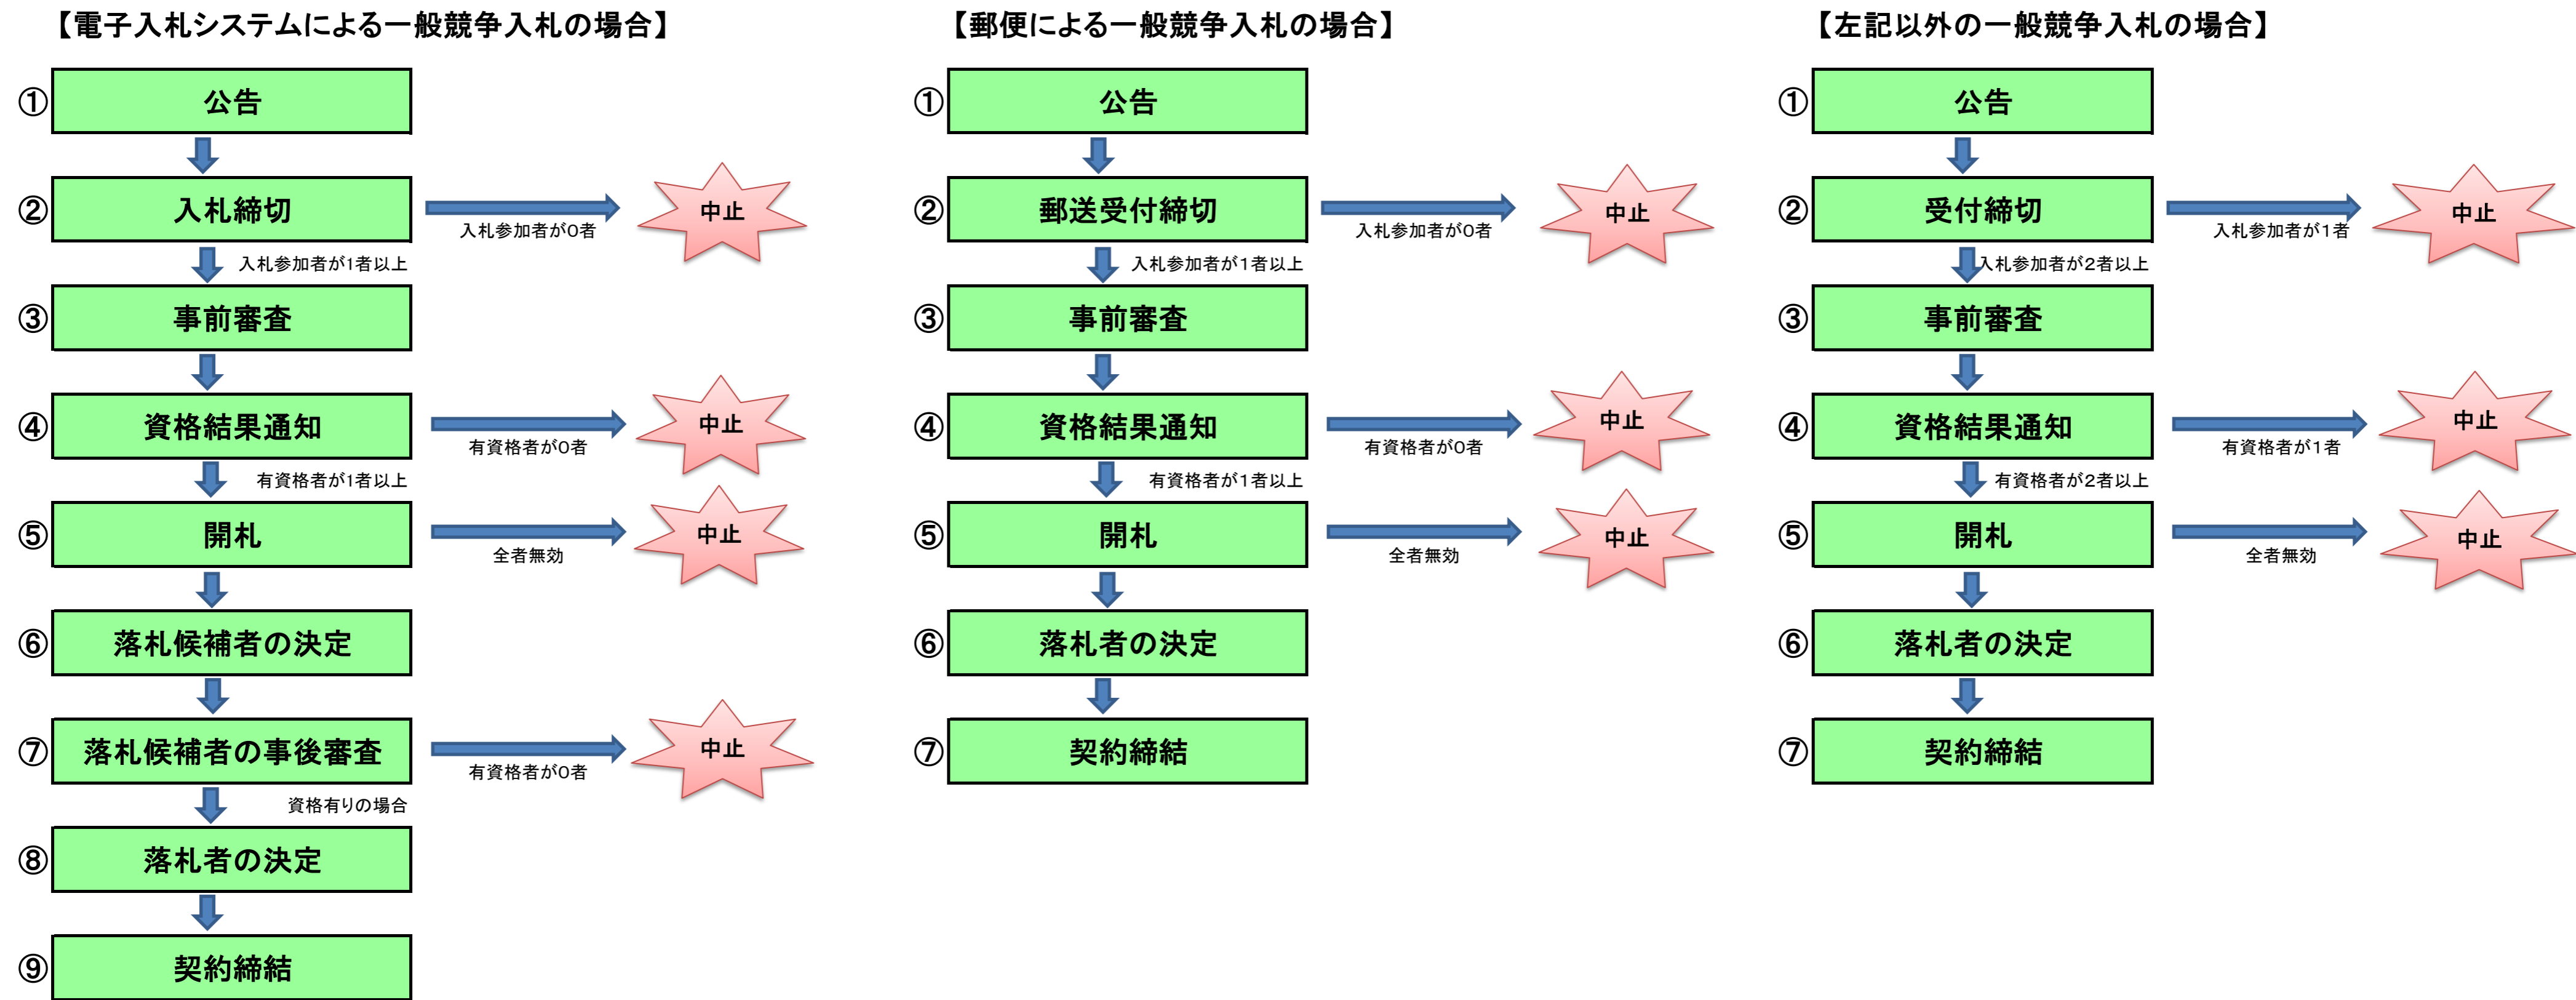 【電子入札システムによる一般競争入札の場合】
① 公告
② 入札締切
入札参加者が0者
中止
入札参加者が1者以上
③ 事前審査
④ 資格結果通知
有資格者が0者
中止
有資格者が1者以上
⑤ 開札
全者無効
中止
⑥ 落札候補者の決定
⑦ 落札候補者の事後審査
有資格者が0者
中止
資格有りの場合
⑧ 落札者の決定
⑨ 契約締結
【郵便による一般競争入札の場合】
① 公告
② 郵送受付締切
入札参加者が0者
中止
入札参加者が1者以上
③ 事前審査
④ 資格結果通知
有資格者が0者
中止
有資格者が1者以上
⑤ 開札
全者無効
中止
⑥ 落札者の決定
⑦ 契約締結
【左記以外の一般競争入札の場合】
① 公告
② 受付締切
入札参加者が1者
中止
入札参加者が2者以上
③ 事前審査
④ 資格結果通知
有資格者が1者
中止
有資格者が2者以上
⑤ 開札
全者無効
中止
⑥ 落札者の決定
⑦ 契約締結